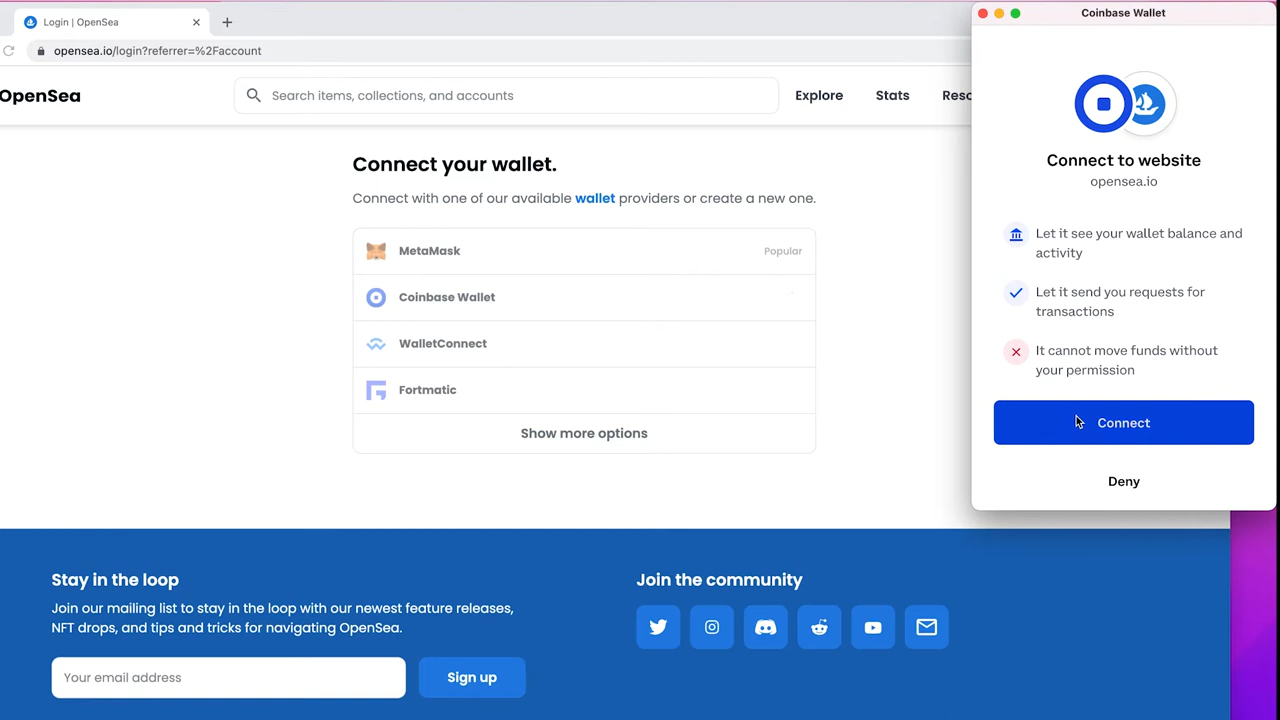 Login | OpenSea
opensea.io/login?referrer=%2Faccount
OpenSea
Search items, collections, and accounts
Explore
Stats
Connect your wallet.
Connect with one of our available wallet providers or create a new one.
MetaMask
Popular
Coinbase Wallet
WalletConnect
Fortmatic
Show more options
Coinbase Wallet
Connect to website
opensea.io
Let it see your wallet balance and
activity
Let it send you requests for
transactions
It cannot move funds without
your permission
Connect
Deny
Stay in the loop
Join our mailing list to stay in the loop with our newest feature releases,
NFT drops, and tips and tricks for navigating OpenSea.
Your email address
Sign up
Join the community